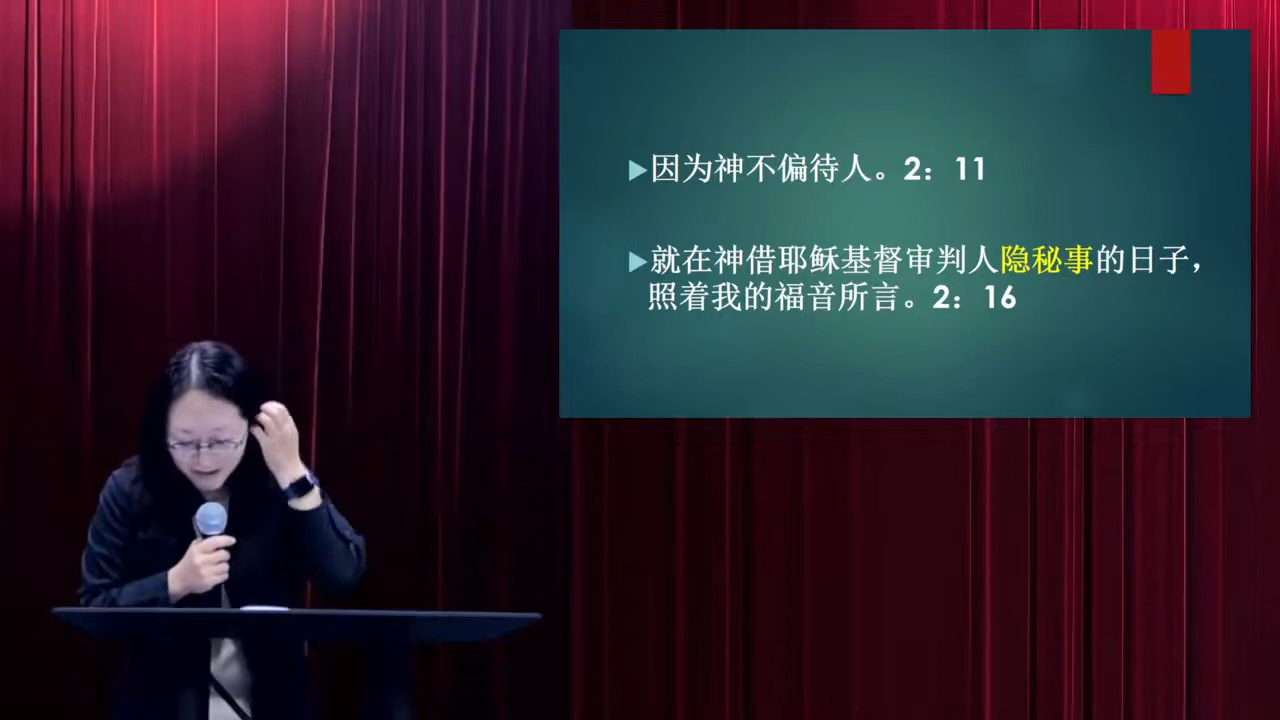 因为神不偏待人。2：11
就在神借耶稣基督审判人隐秘事的日子，
照着我的福音所言。2：16